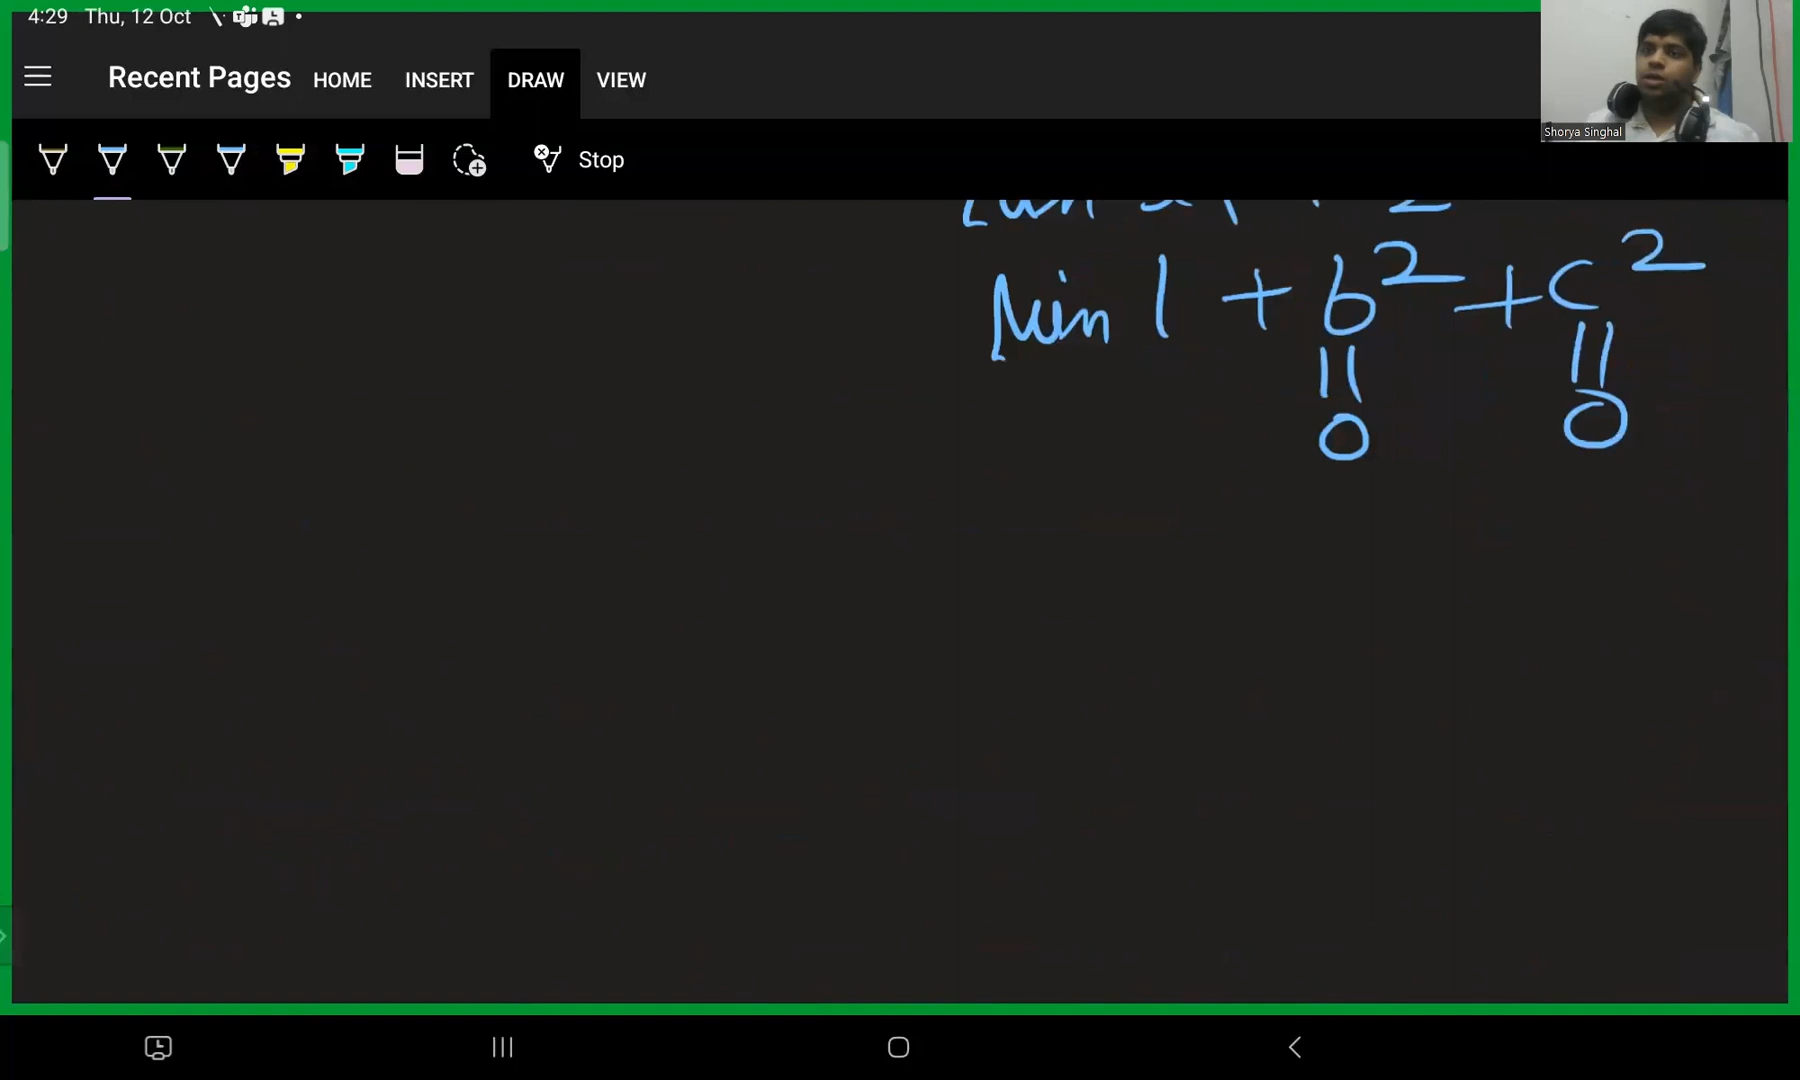 4:29 Thu, 12 Oct
Recent Pages HOME INSERT DRAW VIEW
Shorya Singhal
Stop
Min 1 + b² + c²
|| ||
0 0